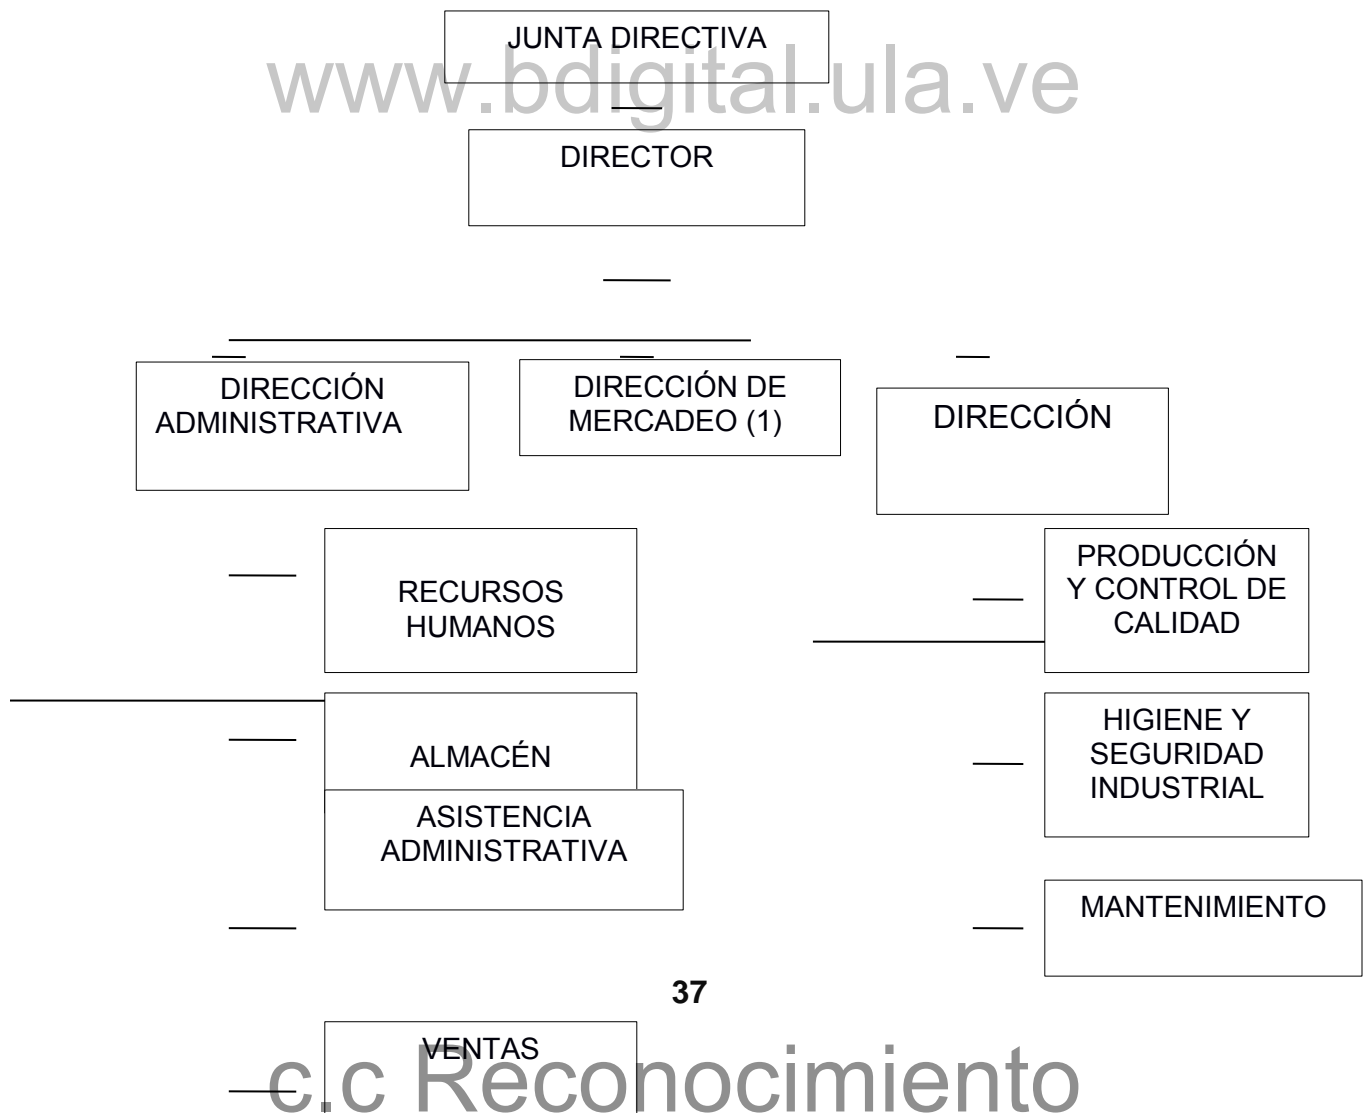 JUNTA DIRECTIVA
www.bdigital.ula.ve
DIRECTOR
DIRECCIÓN
ADMINISTRATIVA
DIRECCIÓN DE
MERCADEO (1)
DIRECCIÓN
RECURSOS
HUMANOS
PRODUCCIÓN
Y CONTROL DE
CALIDAD
ALMACÉN
HIGIENE Y
SEGURIDAD
INDUSTRIAL
ASISTENCIA
ADMINISTRATIVA
MANTENIMIENTO
37
VENTAS
c.c Reconocimiento